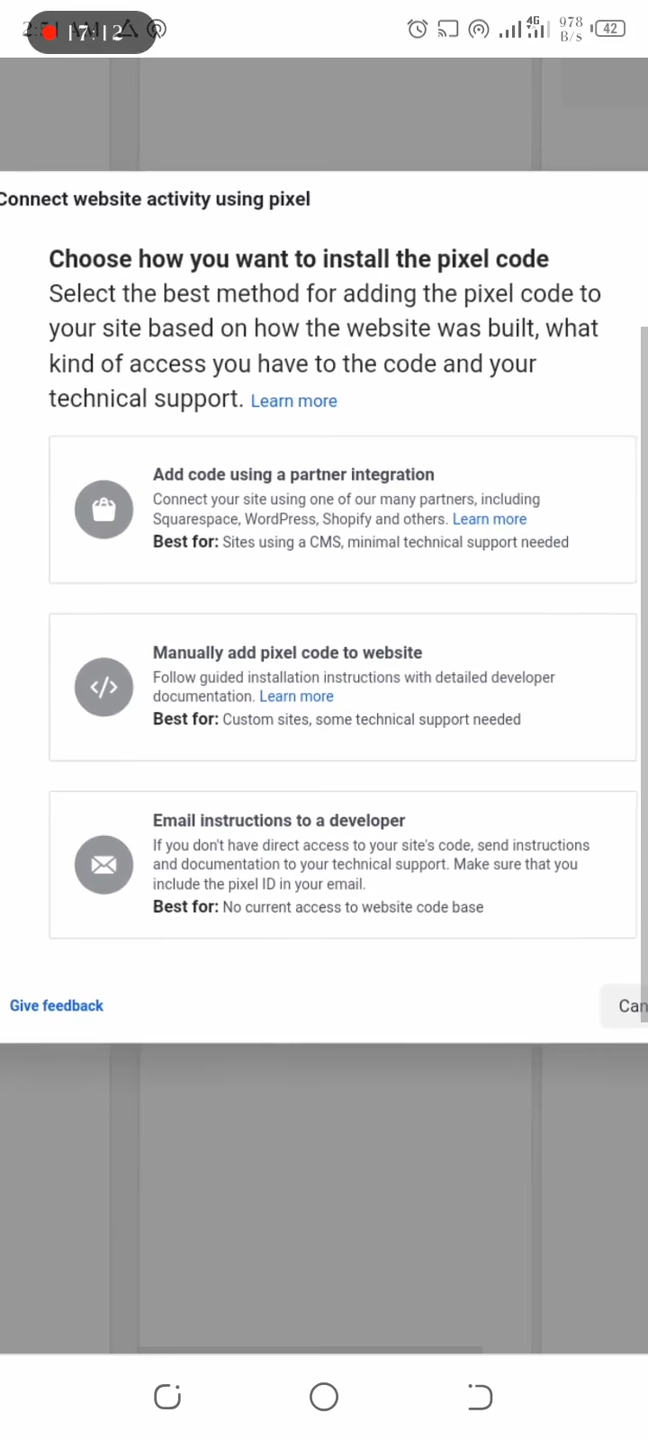 17:12
4G
978
B/s
42
Connect website activity using pixel
Choose how you want to install the pixel code
Select the best method for adding the pixel code to
your site based on how the website was built, what
kind of access you have to the code and your
technical support. Learn more
Add code using a partner integration
Connect your site using one of our many partners, including
Squarespace, WordPress, Shopify and others. Learn more
Best for: Sites using a CMS, minimal technical support needed
Manually add pixel code to website
Follow guided installation instructions with detailed developer
documentation. Learn more
Best for: Custom sites, some technical support needed
Email instructions to a developer
If you don't have direct access to your site's code, send instructions
and documentation to your technical support. Make sure that you
include the pixel ID in your email.
Best for: No current access to website code base
Give feedback
Can